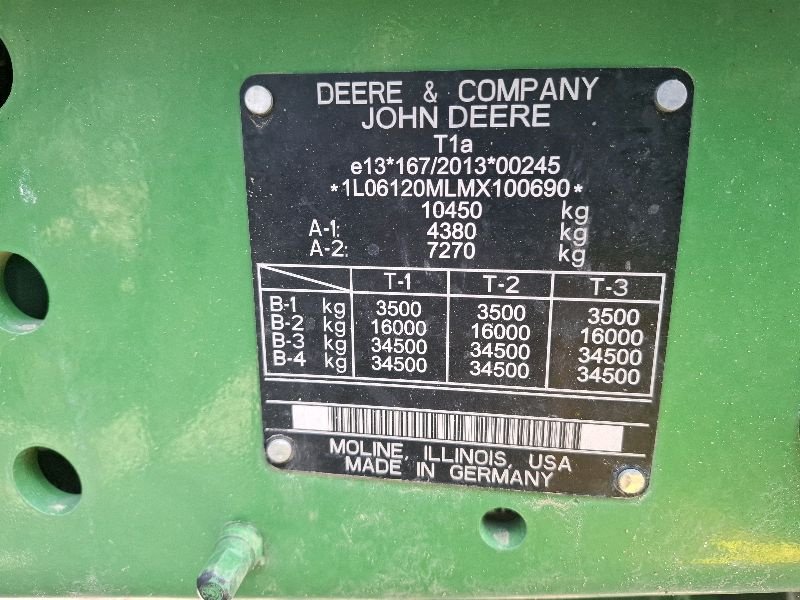 DEERE & COMPANY
JOHN DEERE
T1a
e13*167/2013*00245
*1L06120MLMX100690*
10450 kg
A-1: 4380 kg
A-2: 7270 kg
T-1 T-2 T-3
B-1 kg 3500 3500 3500
B-2 kg 16000 16000 16000
B-3 kg 34500 34500 34500
B-4 kg 34500 34500 34500
MOLINE, ILLINOIS, USA
MADE IN GERMANY